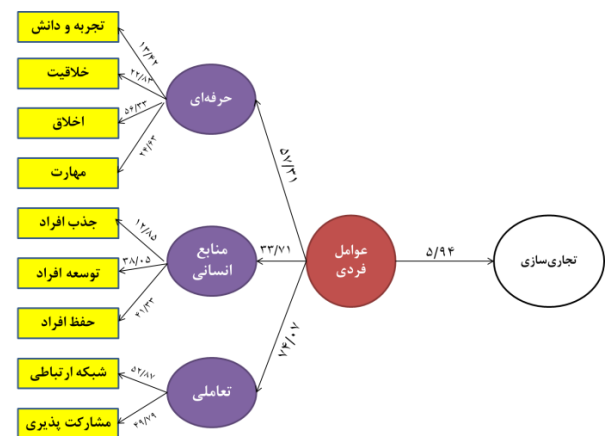 تجربه و دانش
۱۳/۴۲
خلاقیت
۲۲/۸۳
حرفه‌ای
اخلاق
۵۶/۳۳
مهارت
۲۴/۶۳
۵۷/۳۱
جذب افراد
۱۲/۸۵
منابع
انسانی
۳۳/۷۱
عوامل
فردی
۵/۹۴
تجاری‌سازی
توسعه افراد
۳۸/۰۵
حفظ افراد
۴۱/۳۳
۷۴/۰۷
شبکه ارتباطی
۵۲/۸۷
تعاملی
مشارکت پذیری
۴۹/۷۹